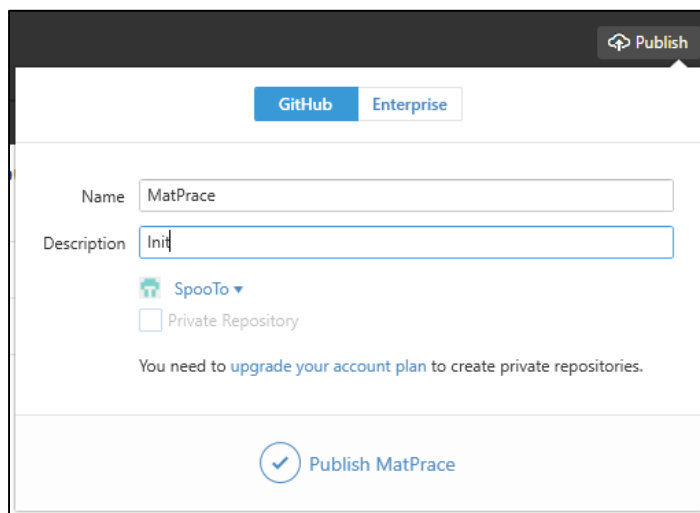 Publish
GitHub Enterprise
Name MatPrace
Description Init
SpooTo
Private Repository
You need to upgrade your account plan to create private repositories.
Publish MatPrace